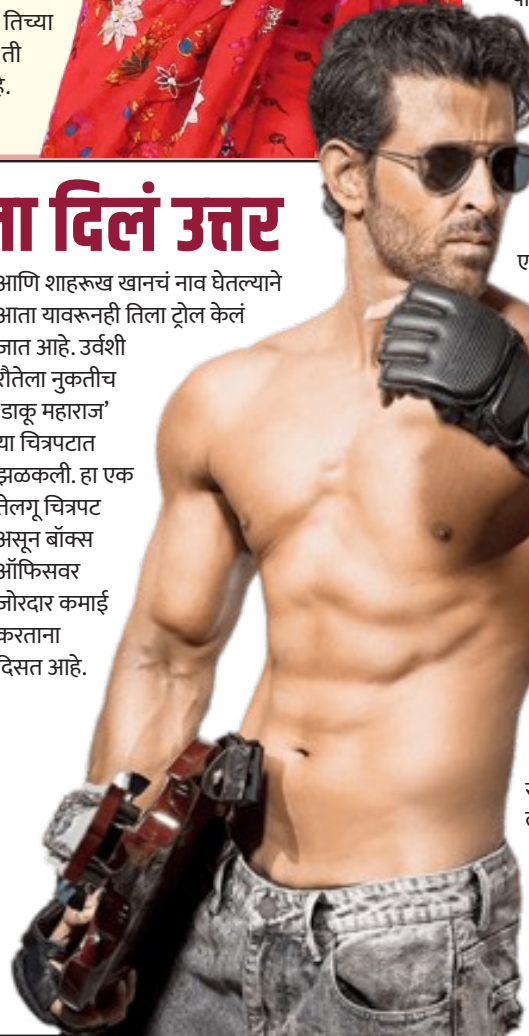 तिच्या
ती
दिलं उत्तर
आणि शाहरूख खानचं नाव घेतल्याने
आता यावरूनही तिला ट्रोल केलं
जात आहे. उर्वशी
रौतेला नुकतीच
डाकू महाराज’
या चित्रपटात
झळकली. हा एक
तेलगू चित्रपट
असून बॉक्स
ऑफिसवर
जोरदार कमाई
करताना
दिसत आहे.